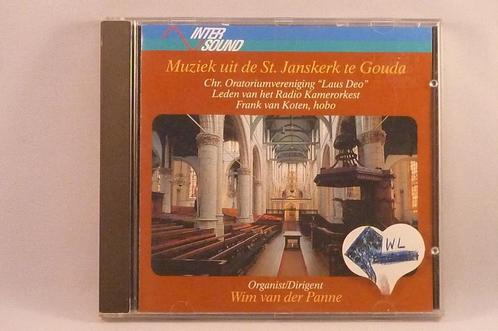 INTER
SOUND
Muziek uit de St. Janskerk te Gouda
Chr. Oratoriumvereniging "Laus Deo"
Leden van het Radio Kamerorkest
Frank van Koten, hobo
WL
Organist/Dirigent
Wim van der Panne